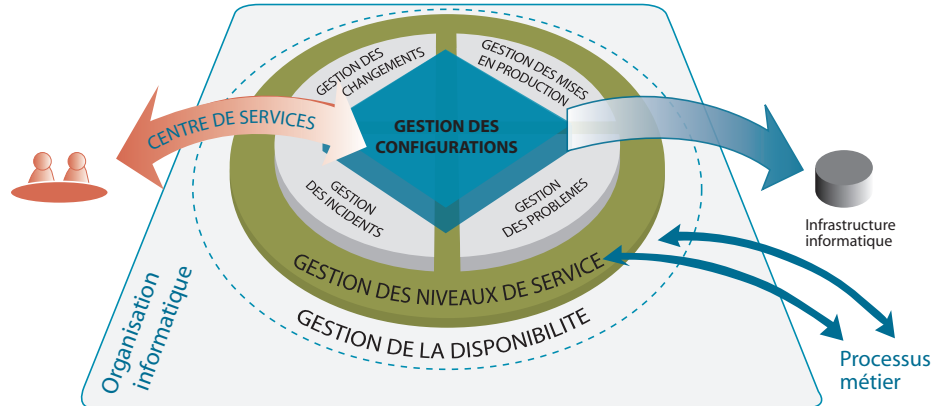 GESTION DES
CHANGEMENTS
GESTION DES MISES
EN PRODUCTION
CENTRE DE SERVICES
GESTION DES
CONFIGURATIONS
GESTION
DES INCIDENTS
GESTION
DES PROBLEMES
Infrastructure
informatique
GESTION DES NIVEAUX DE SERVICE
GESTION DE LA DISPONIBILITE
Organisation
informatique
Processus
métier